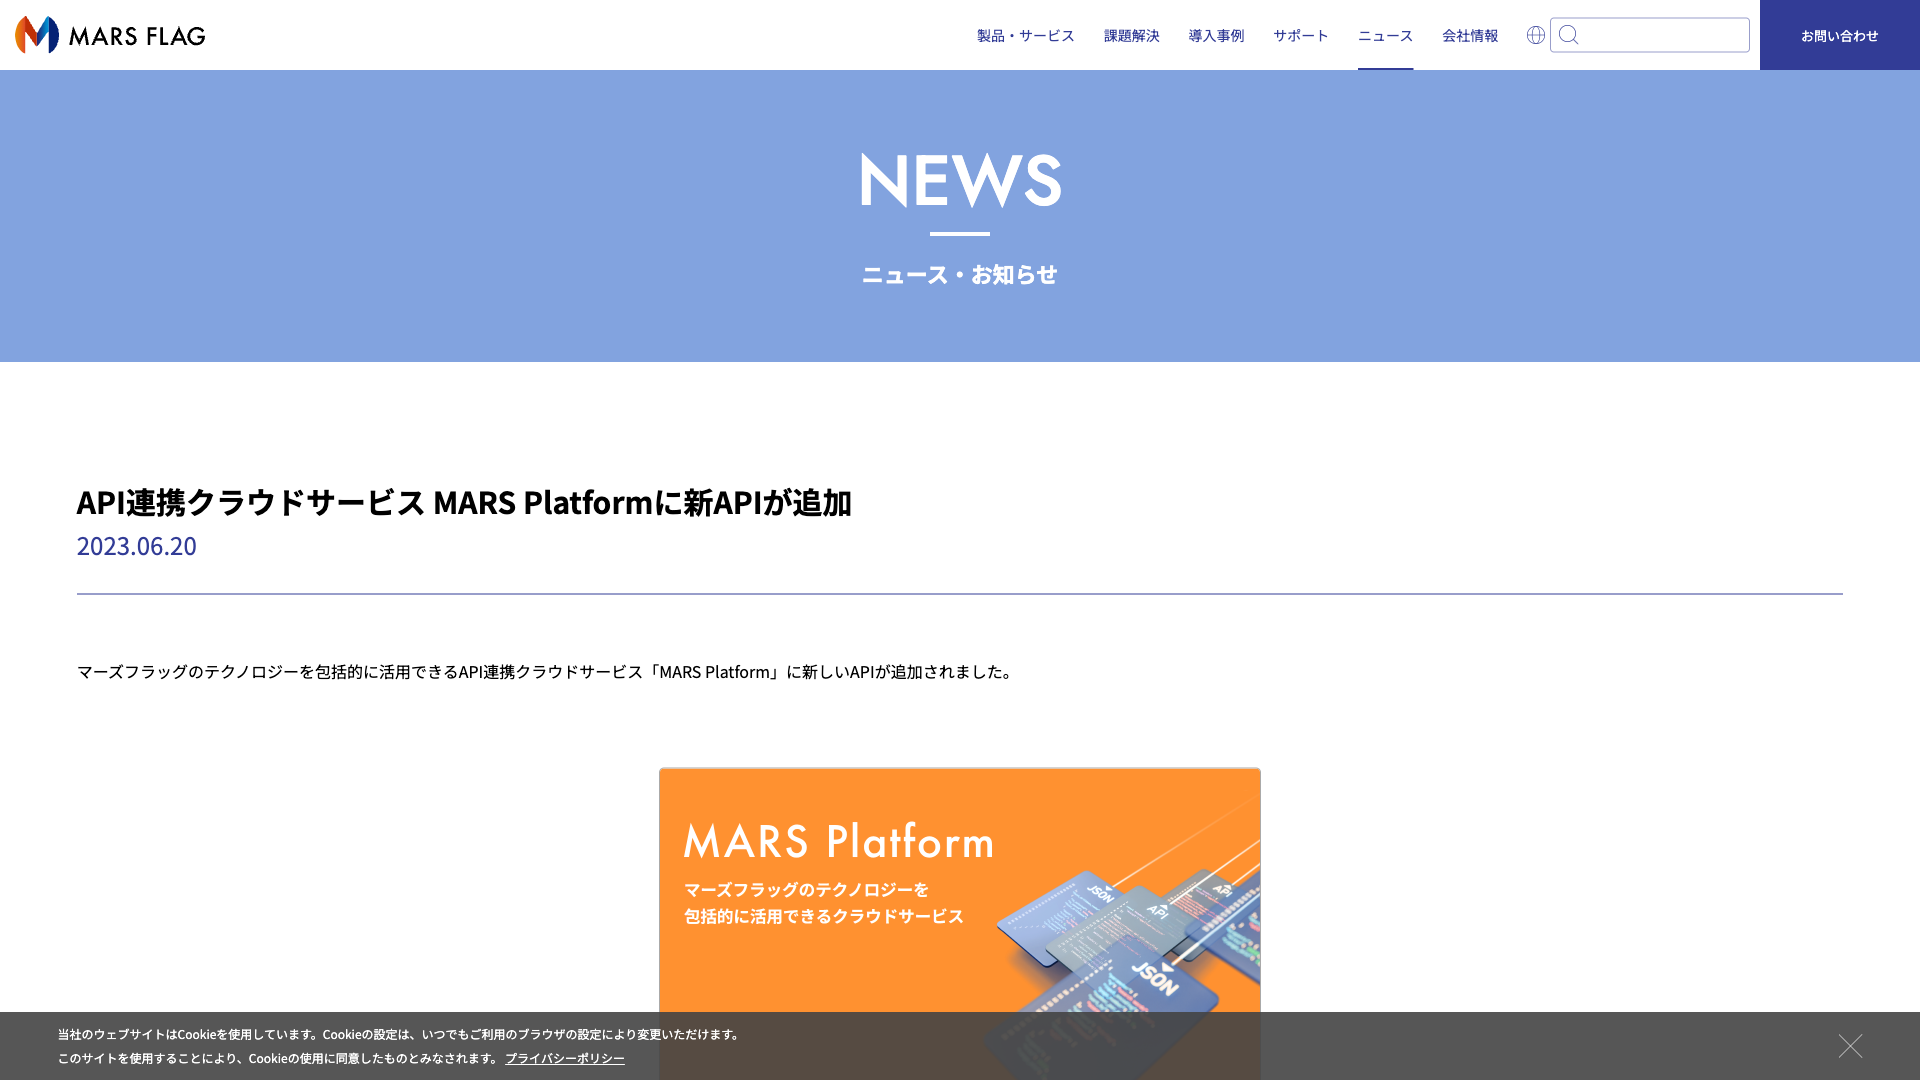 MARS FLAG
製品・サービス
課題解決
導入事例
サポート
ニュース
会社情報
お問い合わせ
NEWS
ニュース・お知らせ
API連携クラウドサービス MARS Platformに新APIが追加
2023.06.20
マーズフラッグのテクノロジーを包括的に活用できるAPI連携クラウドサービス「MARS Platform」に新しいAPIが追加されました。
MARS Platform
マーズフラッグのテクノロジーを
包括的に活用できるクラウドサービス
JSON
API
API
JSON
当社のウェブサイトはCookieを使用しています。Cookieの設定は、いつでもご利用のブラウザの設定により変更いただけます。
このサイトを使用することにより、Cookieの使用に同意したものとみなされます。 プライバシーポリシー